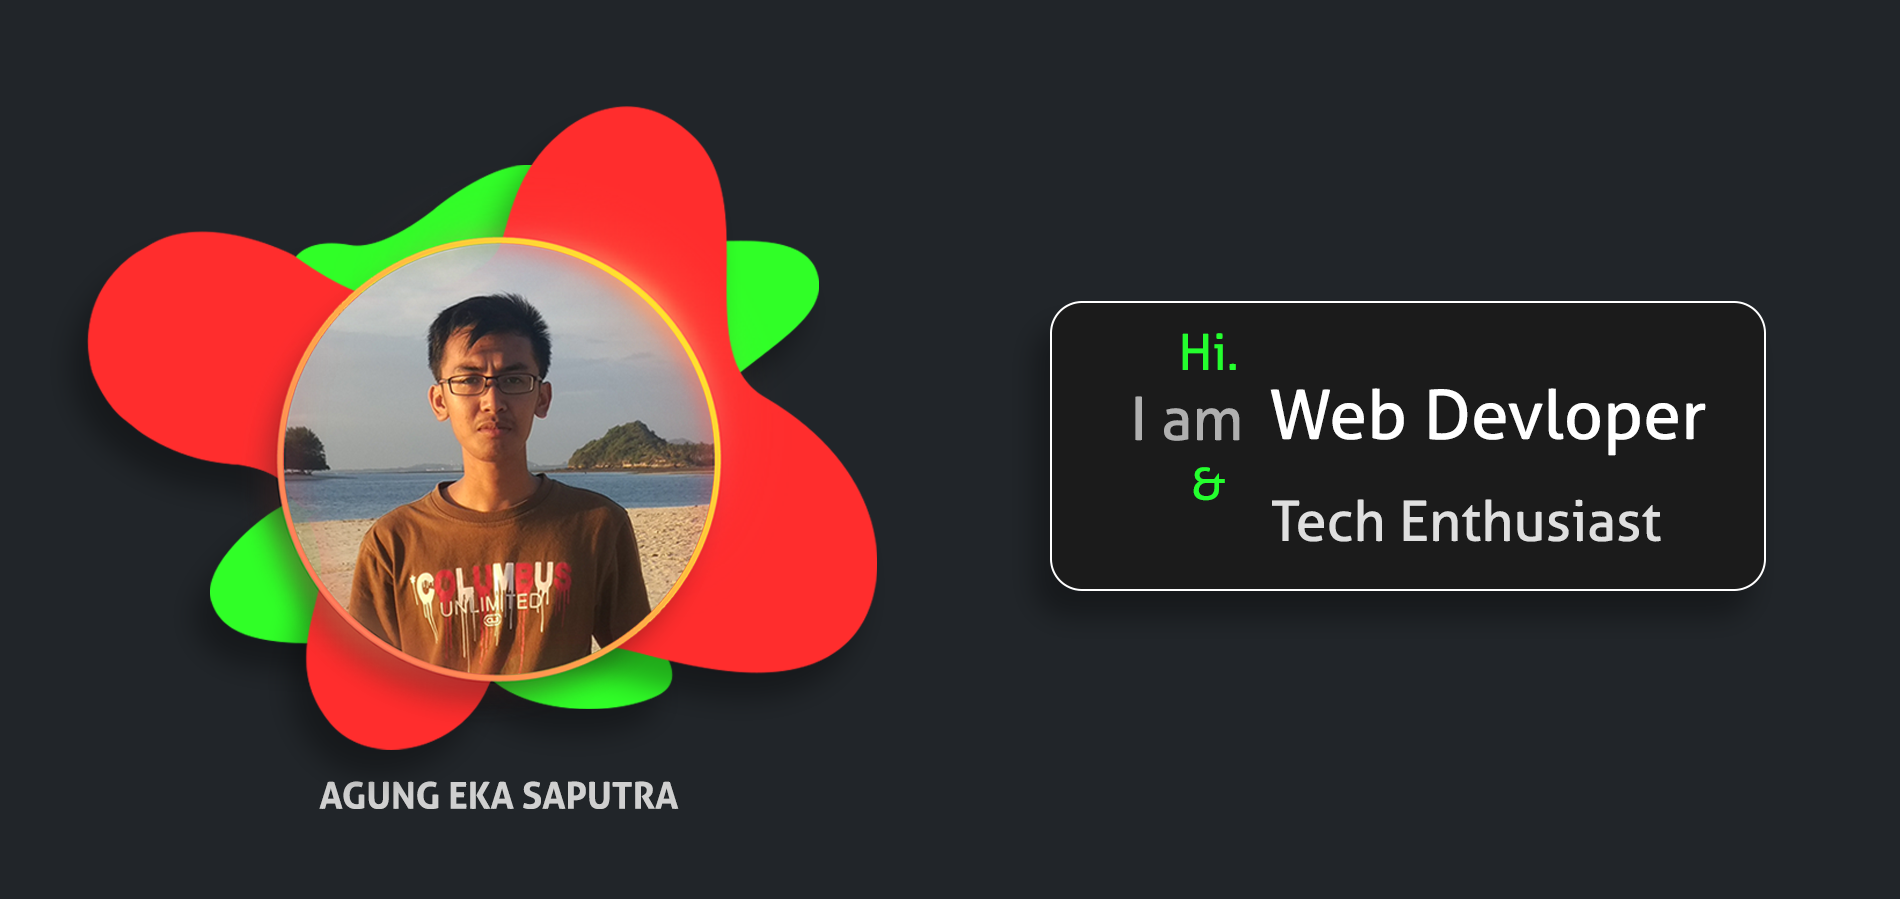 Hi.
I am Web Devloper
&
Tech Enthusiast
COLUMBUS
UNLIMITED
AGUNG EKA SAPUTRA